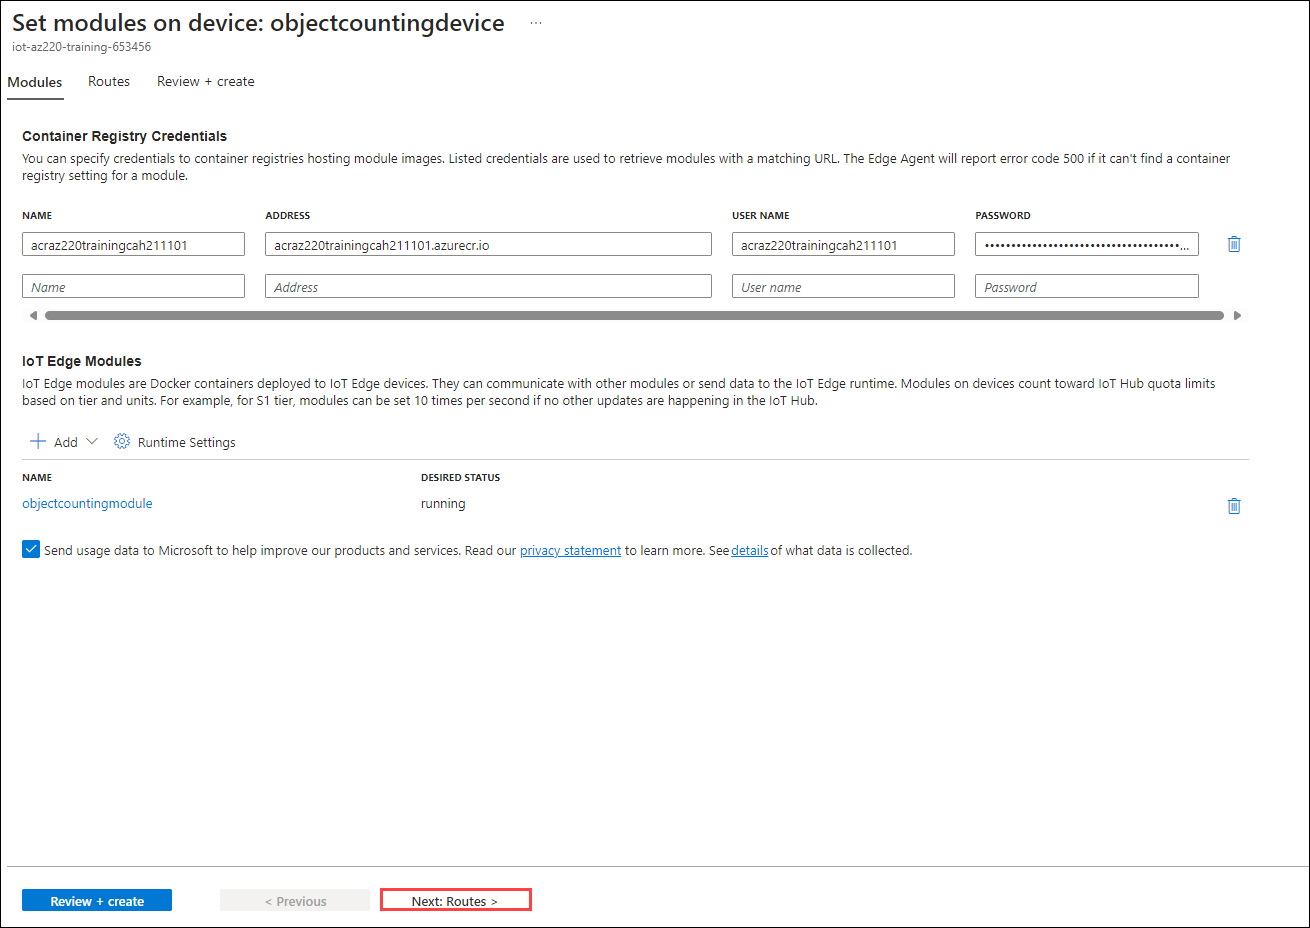 Set modules on device: objectcountingdevice ...
iot-az220-training-653456
Modules Routes Review + create
Container Registry Credentials
You can specify credentials to container registries hosting module images. Listed credentials are used to retrieve modules with a matching URL. The Edge Agent will report error code 500 if it can't find a container
registry setting for a module.
NAME ADDRESS USER NAME PASSWORD
acraz220trainingcah211101 acraz220trainingcah211101.azurecr.io acraz220trainingcah211101 ••••••••••••••••••••••••••••••••••••••...
Name Address User name Password
IoT Edge Modules
IoT Edge modules are Docker containers deployed to IoT Edge devices. They can communicate with other modules or send data to the IoT Edge runtime. Modules on devices count toward IoT Hub quota limits
based on tier and units. For example, for S1 tier, modules can be set 10 times per second if no other updates are happening in the IoT Hub.
Add Runtime Settings
NAME DESIRED STATUS
objectcountingmodule running
Send usage data to Microsoft to help improve our products and services. Read our privacy statement to learn more. See details of what data is collected.
Review + create < Previous Next: Routes >